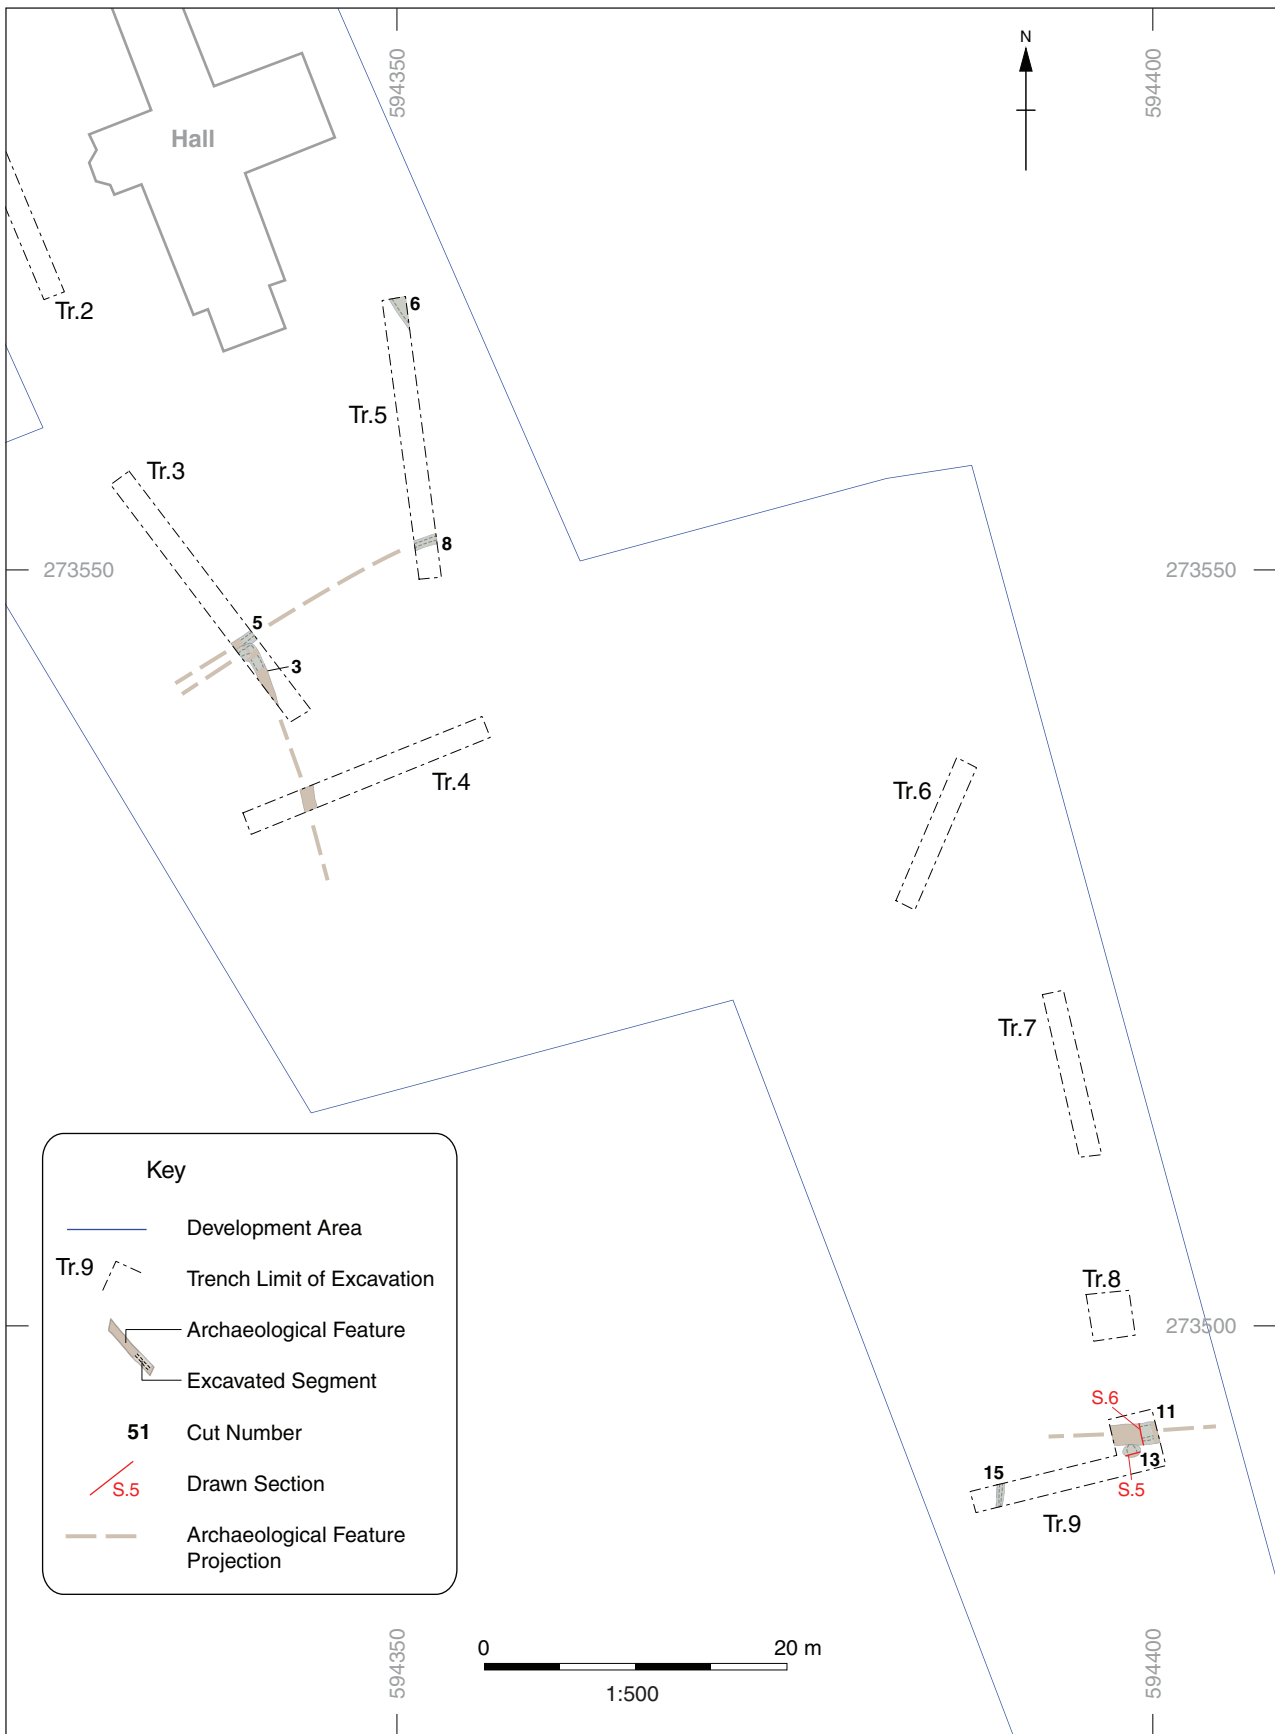 594350
594400
N
Hall
Tr.2
6
Tr.5
Tr.3
8
273550
273550
5
3
Tr.4
Tr.6
Tr.7
Tr.8
273500
S.6
11
13
15
S.5
Tr.9
Key
Development Area
Tr.9
Trench Limit of Excavation
Archaeological Feature
Excavated Segment
51
Cut Number
S.5
Drawn Section
Archaeological Feature
Projection
594350
594400
0
20 m
1:500